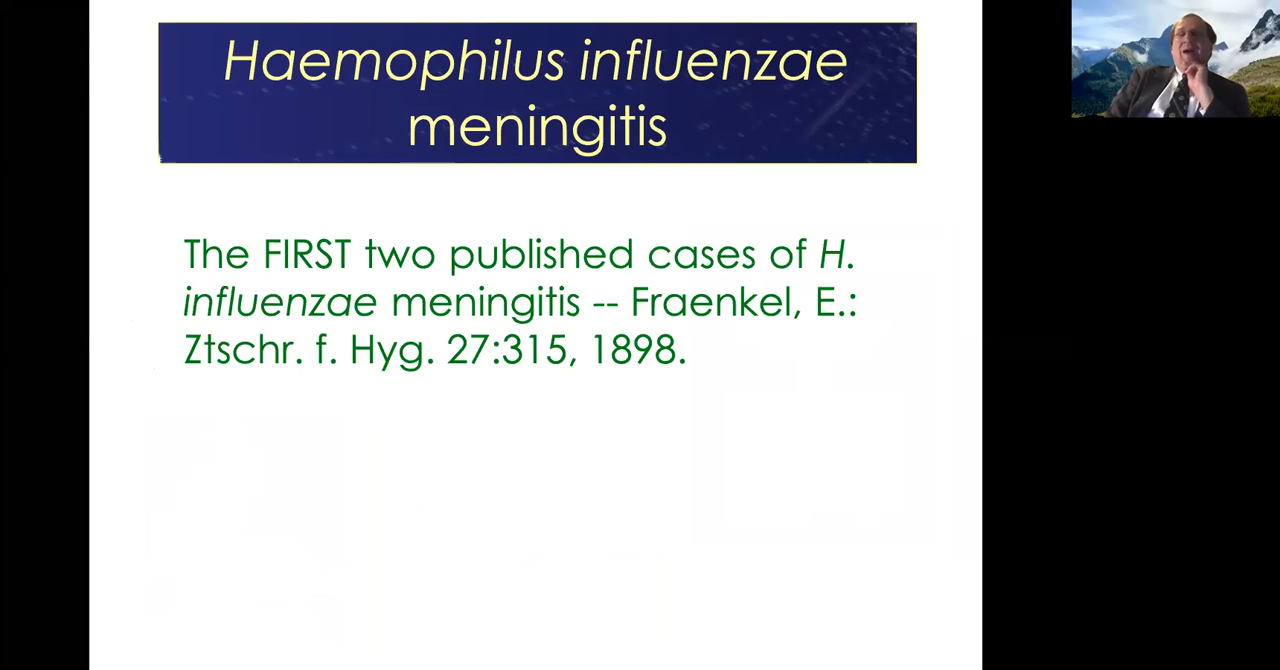 Haemophilus influenzae
meningitis
The FIRST two published cases of H.
influenzae meningitis -- Fraenkel, E.:
Ztschr. f. Hyg. 27:315, 1898.